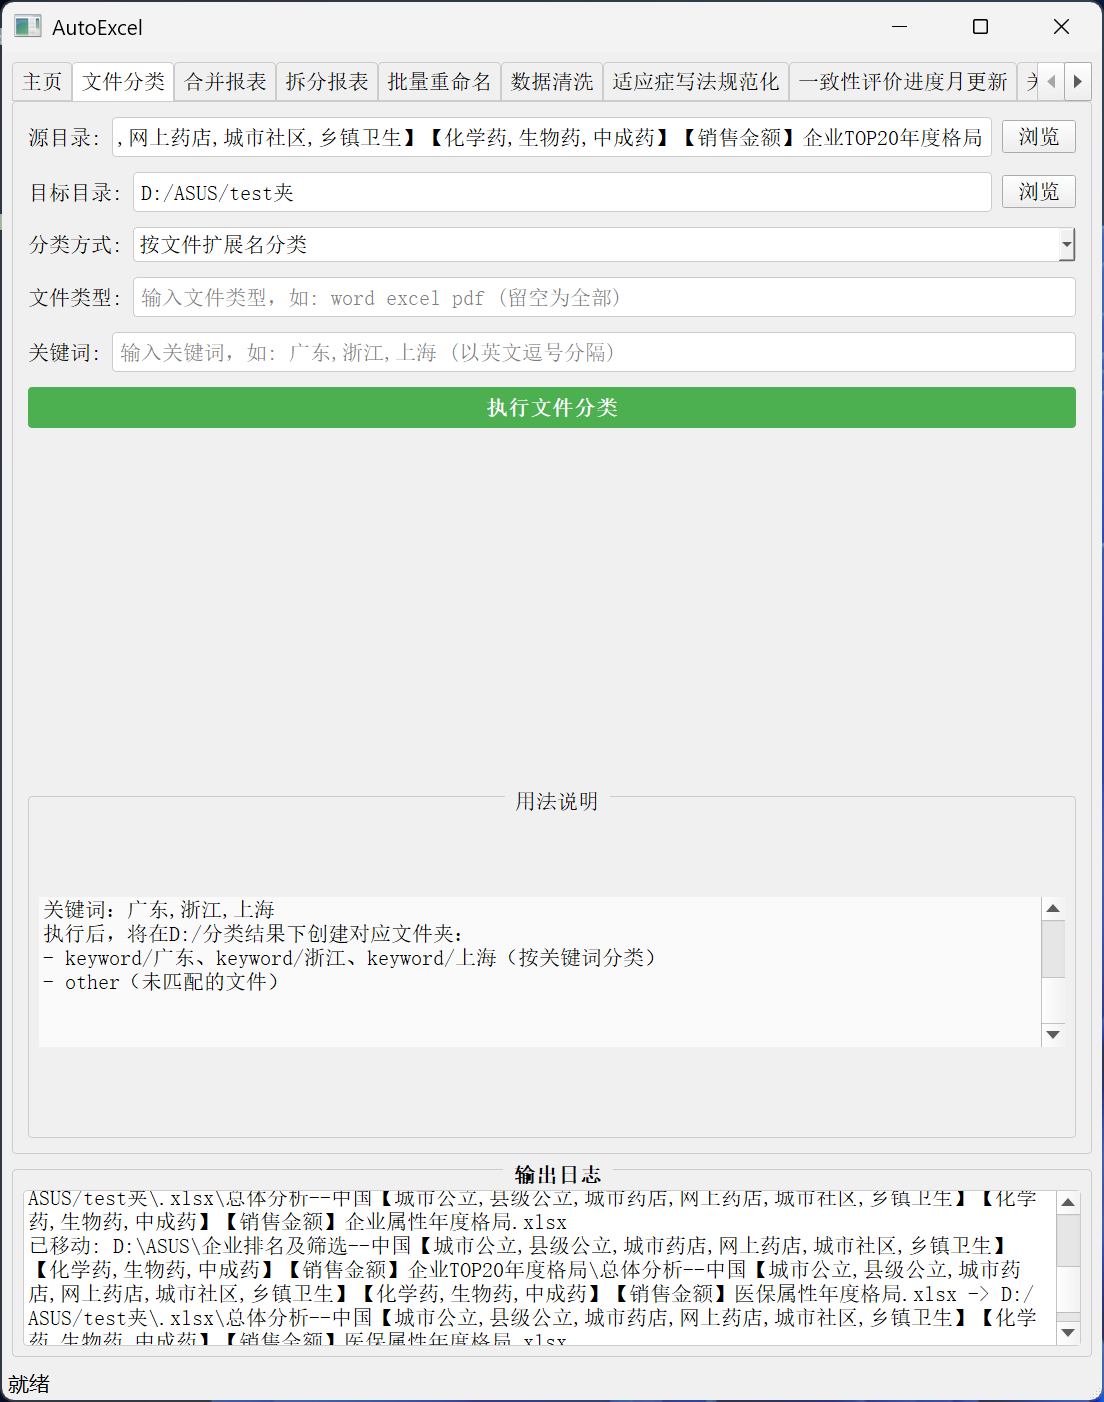 AutoExcel
主页 文件分类 合并报表 拆分报表 批量重命名 数据清洗 适应症写法规范化 一致性评价进度月更新
源目录: ,网上药店,城市社区,乡镇卫生】【化学药,生物药,中成药】【销售金额】企业TOP20年度格局 浏览
目标目录: D:/ASUS/test夹 浏览
分类方式: 按文件扩展名分类
文件类型: 输入文件类型，如: word excel pdf (留空为全部)
关键词: 输入关键词，如: 广东,浙江,上海 (以英文逗号分隔)
执行文件分类
用法说明
关键词：广东,浙江,上海
执行后，将在D:/分类结果下创建对应文件夹：
- keyword/广东、keyword/浙江、keyword/上海（按关键词分类）
- other（未匹配的文件）
输出日志
ASUS/test夹\.xlsx\总体分析--中国【城市公立,县级公立,城市药店,网上药店,城市社区,乡镇卫生】【化学
药,生物药,中成药】【销售金额】企业属性年度格局.xlsx
已移动: D:\ASUS\企业排名及筛选--中国【城市公立,县级公立,城市药店,网上药店,城市社区,乡镇卫生】
【化学药,生物药,中成药】【销售金额】企业TOP20年度格局\总体分析--中国【城市公立,县级公立,城市药
店,网上药店,城市社区,乡镇卫生】【化学药,生物药,中成药】【销售金额】医保属性年度格局.xlsx -> D:/
ASUS/test夹\.xlsx\总体分析--中国【城市公立,县级公立,城市药店,网上药店,城市社区,乡镇卫生】【化学
药,生物药,中成药】【销售金额】医保属性年度格局.xlsx
就绪